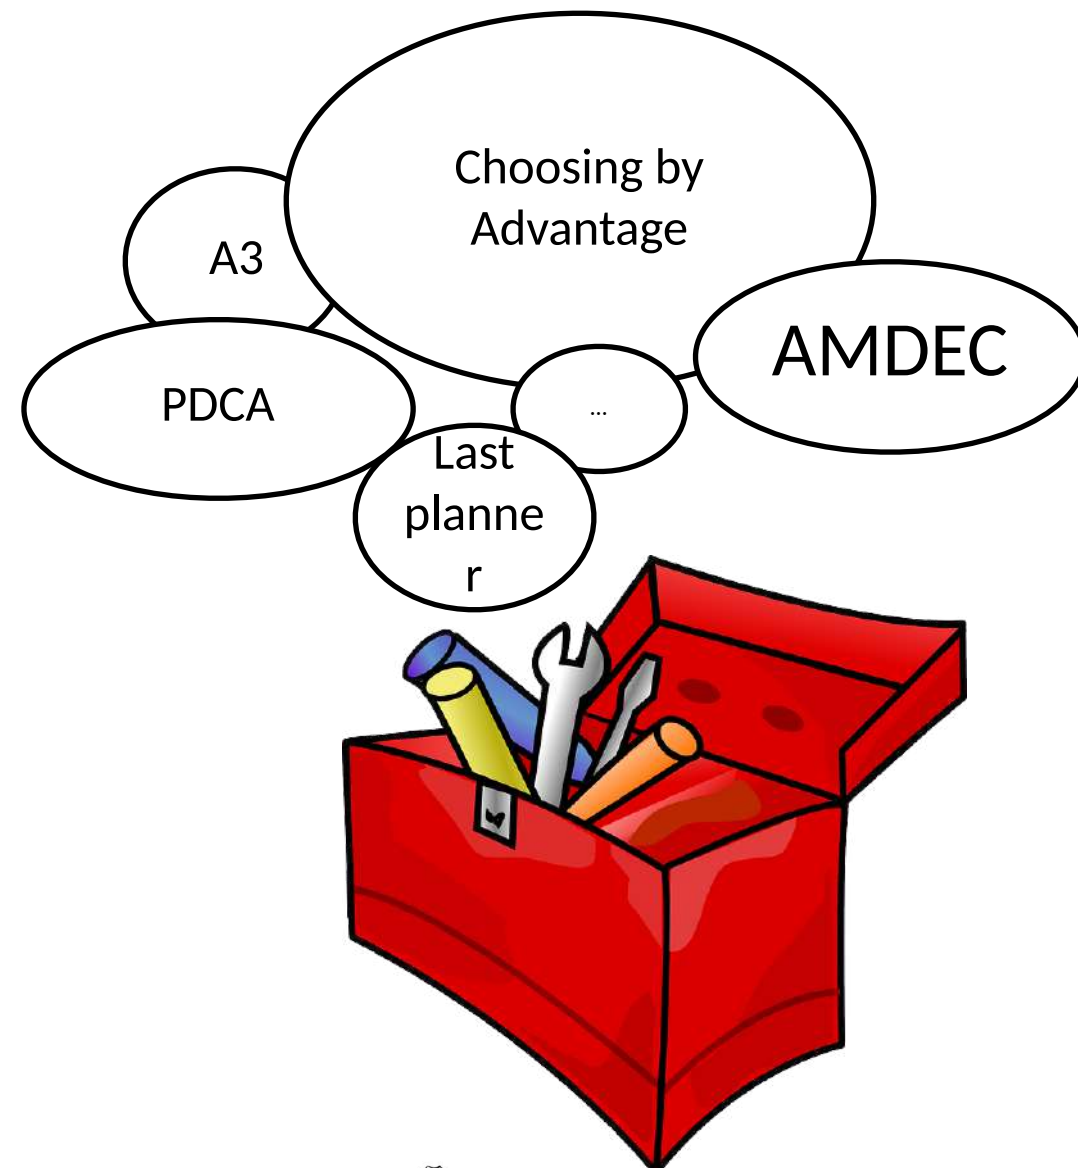 Choosing by
Advantage
A3
AMDEC
PDCA
...
Last
planne
r